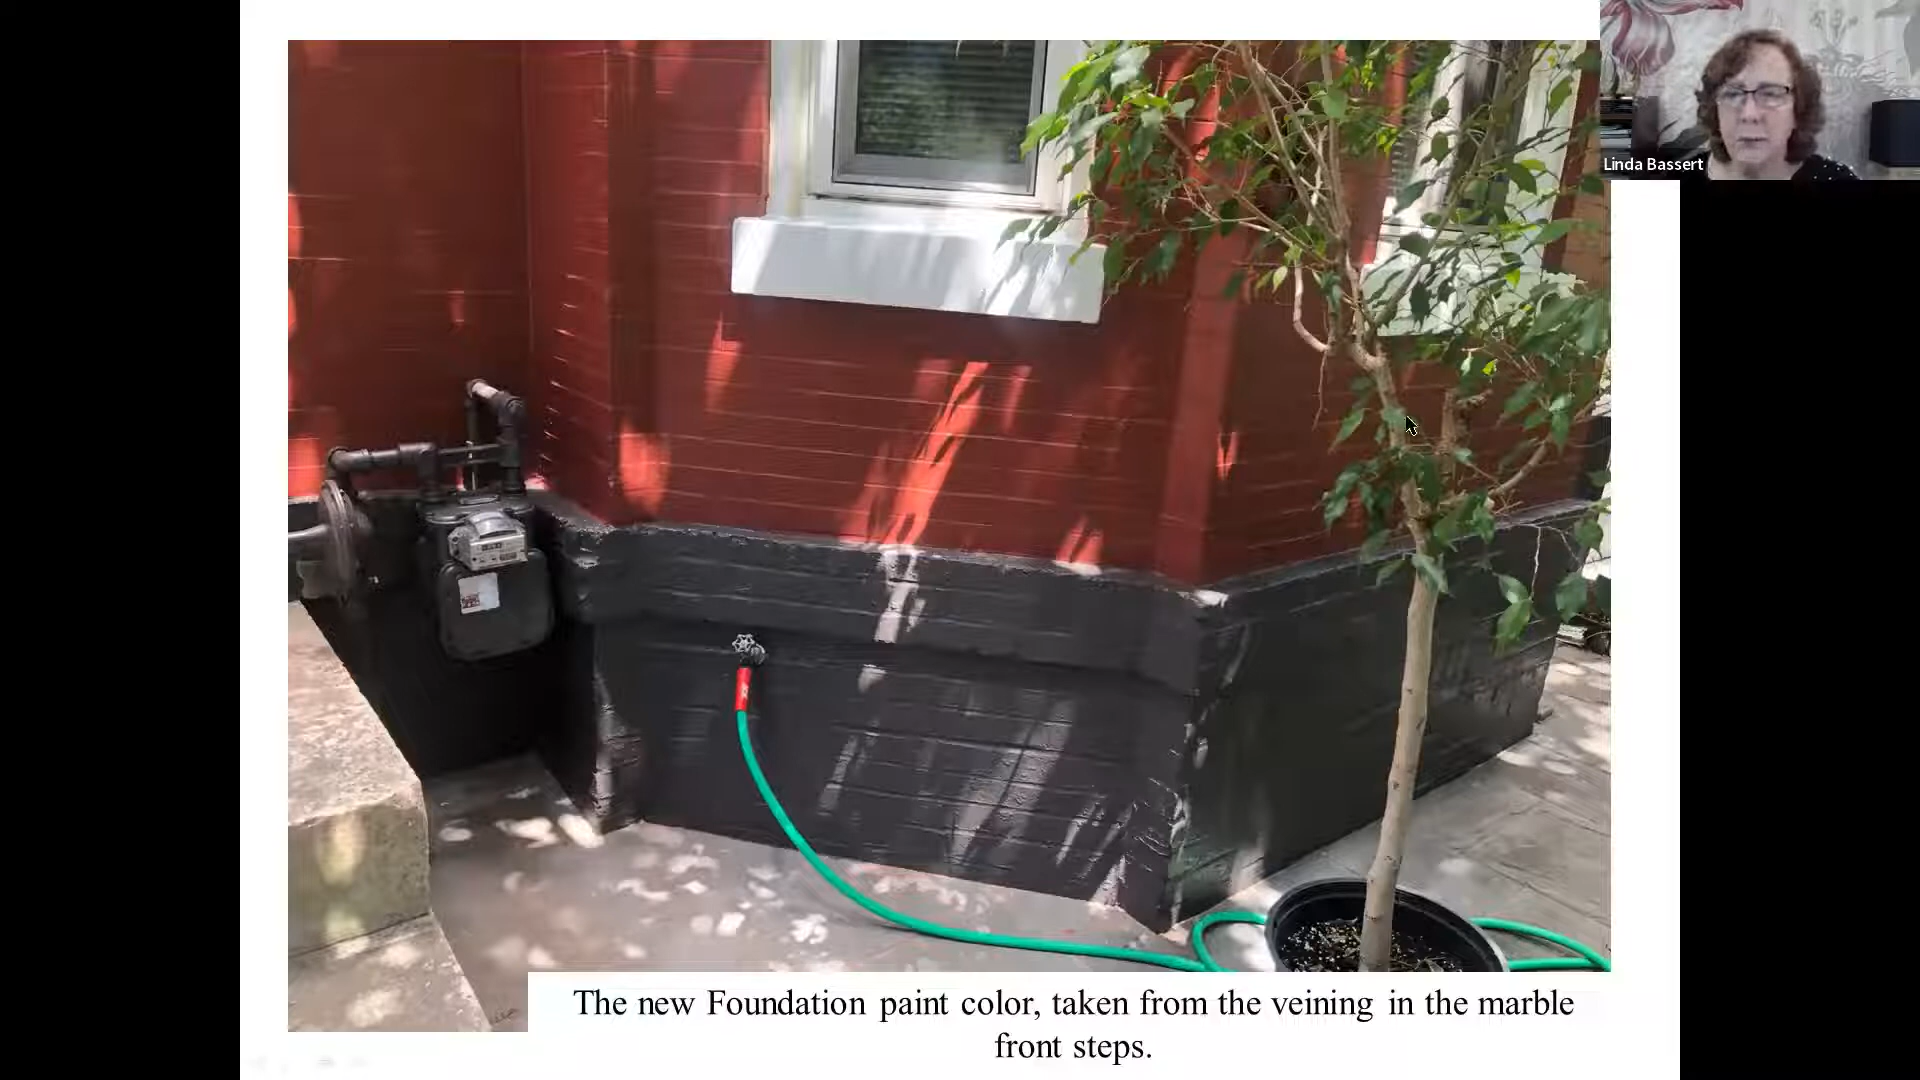 Linda Bassert
The new Foundation paint color, taken from the veining in the marble
front steps.